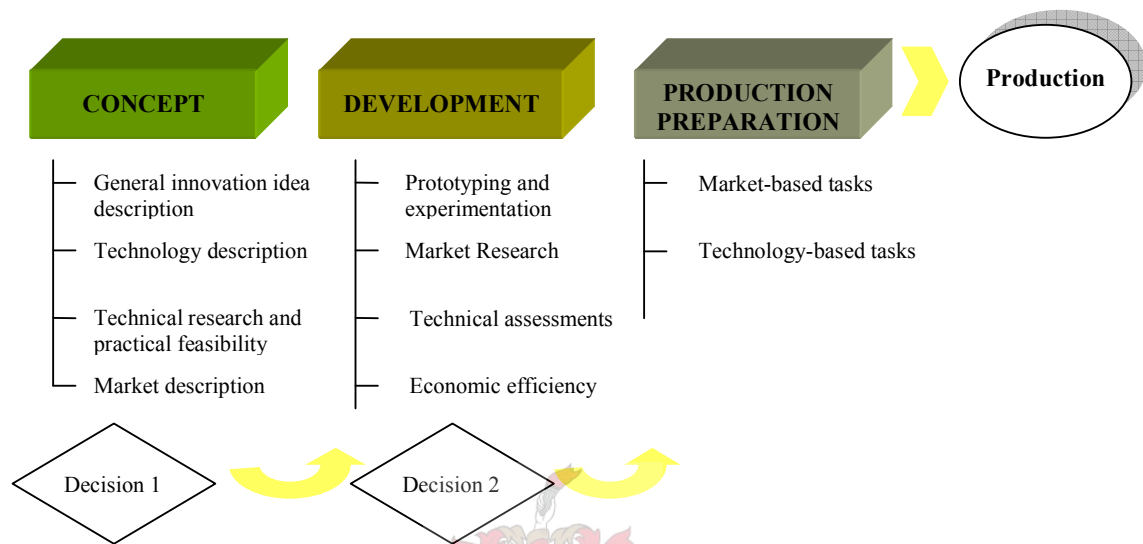 CONCEPT
General innovation idea
description
Technology description
Technical research and
practical feasibility
Market description
Decision 1
DEVELOPMENT
Prototyping and
experimentation
Market Research
Technical assessments
Economic efficiency
Decision 2
PRODUCTION
PREPARATION
Market-based tasks
Technology-based tasks
Production